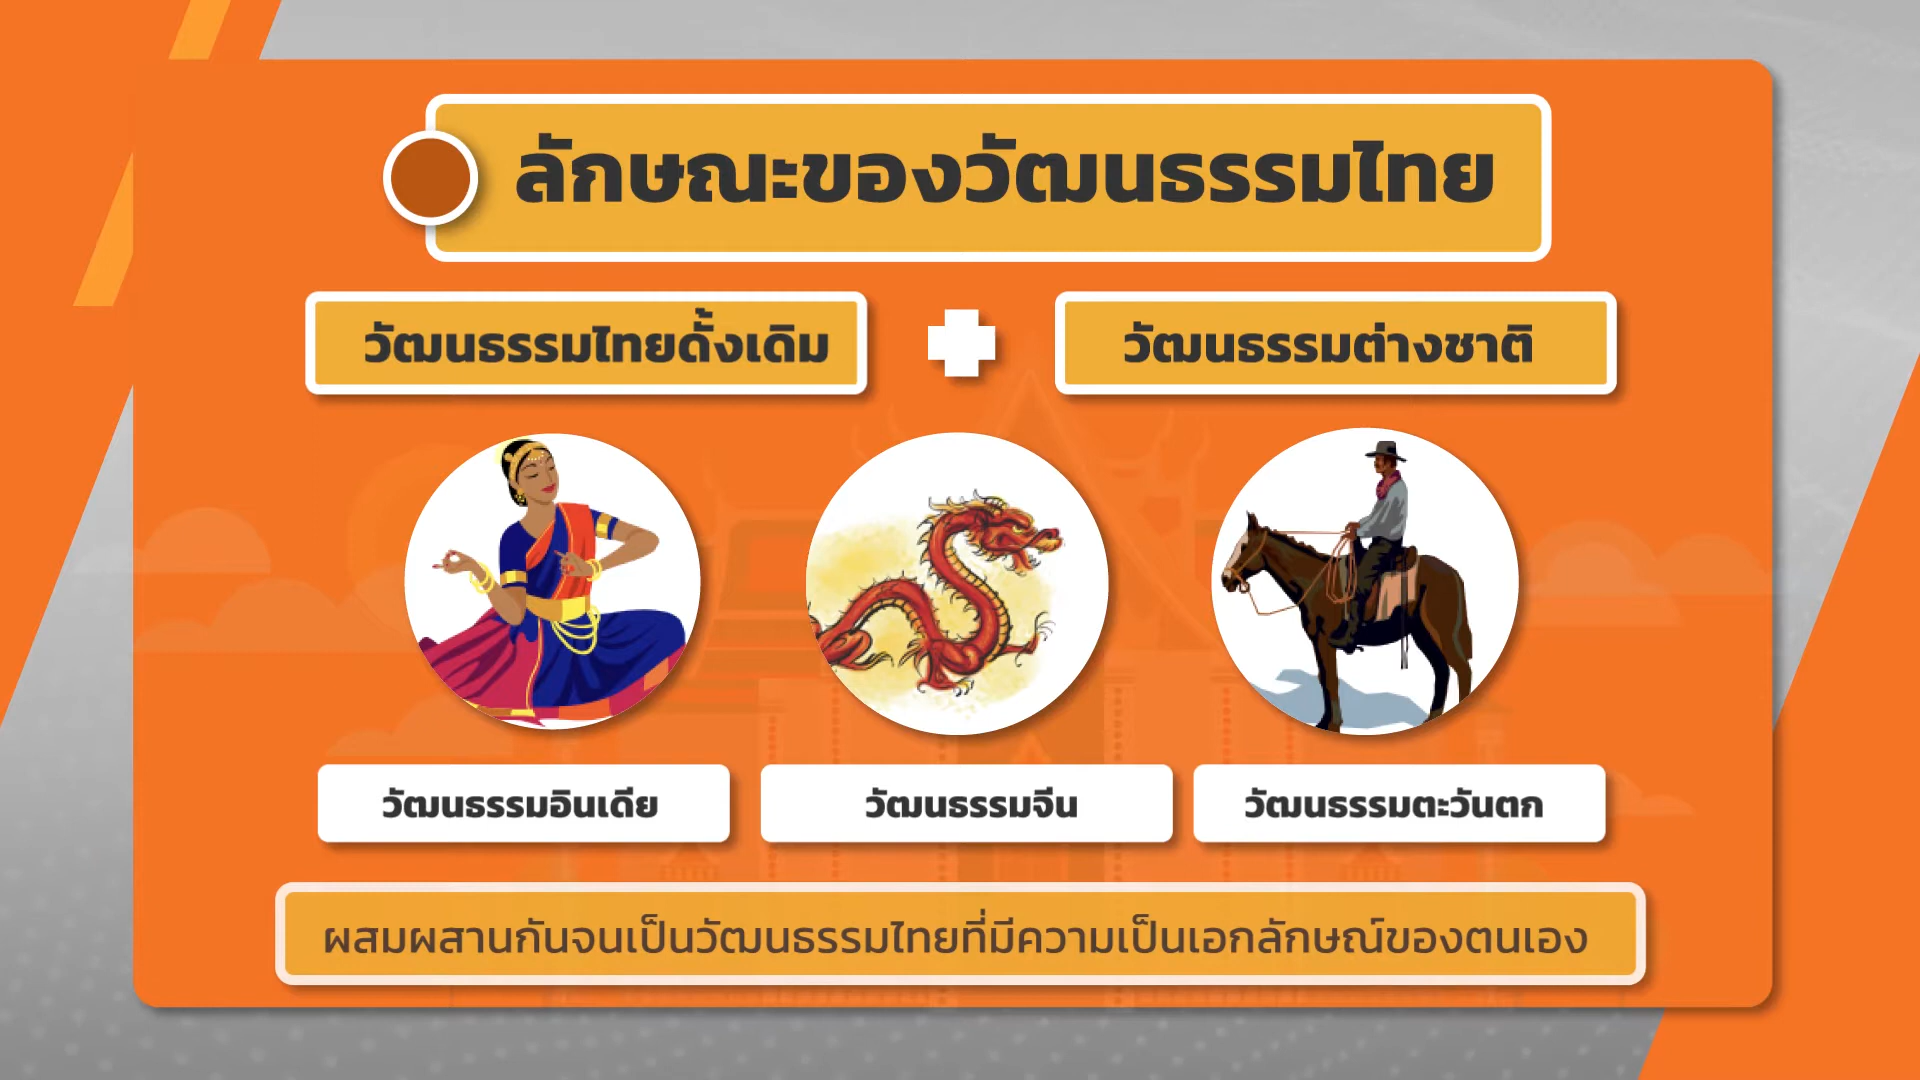 ลักษณะของวัฒนธรรมไทย
วัฒนธรรมไทยดั้งเดิม
วัฒนธรรมต่างชาติ
วัฒนธรรมอินเดีย
วัฒนธรรมจีน
วัฒนธรรมตะวันตก
ผสมผสานกันจนเป็นวัฒนธรรมไทยที่มีความเป็นเอกลักษณ์ของตนเอง